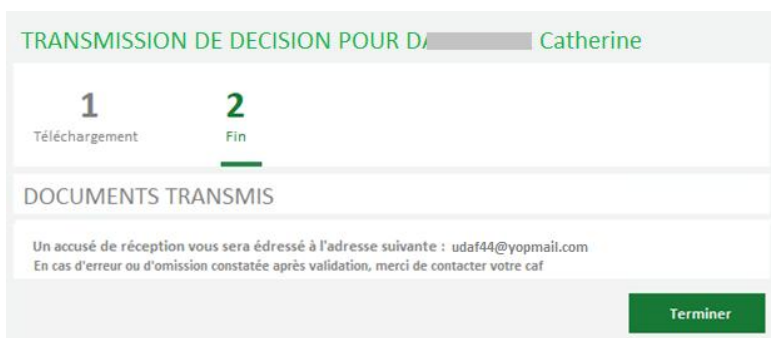 TRANSMISSION DE DECISION POUR DA Catherine
1
Téléchargement
2
Fin
DOCUMENTS TRANSMIS
Un accusé de réception vous sera édressé à l'adresse suivante : udaf44@yopmail.com
En cas d'erreur ou d'omission constatée après validation, merci de contacter votre caf
Terminer